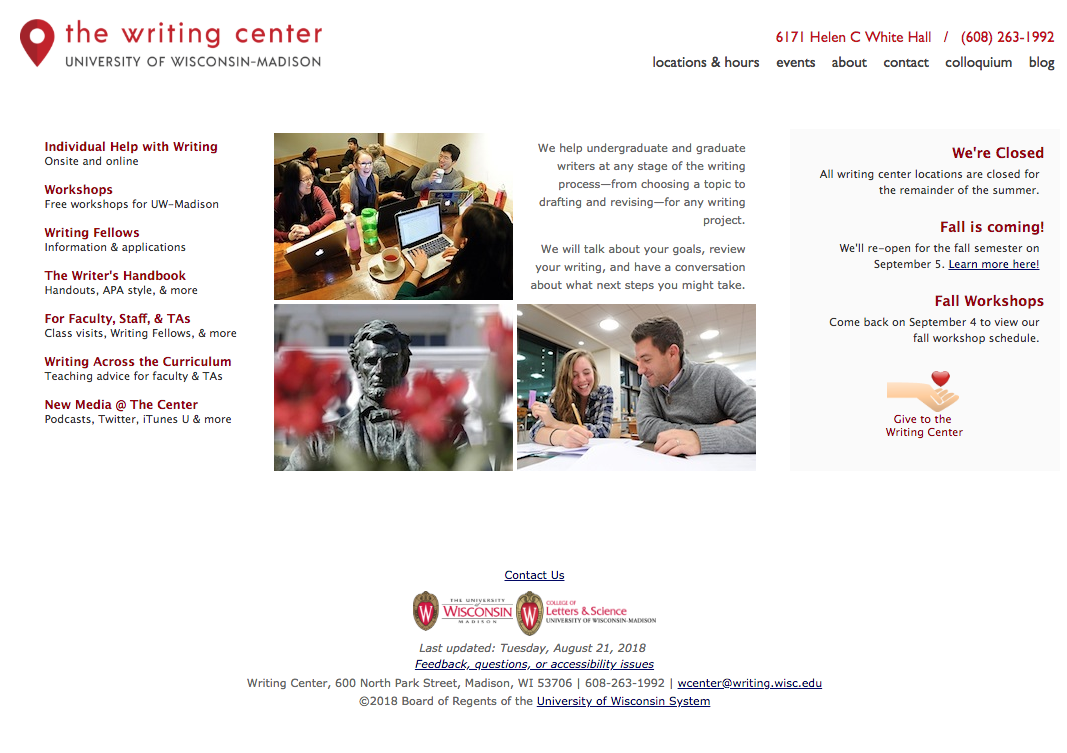 the writing center
UNIVERSITY OF WISCONSIN-MADISON
6171 Helen C White Hall / (608) 263-1992
locations & hours events about contact colloquium blog
Individual Help with Writing
Onsite and online
Workshops
Free workshops for UW-Madison
Writing Fellows
Information & applications
The Writer's Handbook
Handouts, APA style, & more
For Faculty, Staff, & TAs
Class visits, Writing Fellows, & more
Writing Across the Curriculum
Teaching advice for faculty & TAs
New Media @ The Center
Podcasts, Twitter, iTunes U & more
We help undergraduate and graduate
writers at any stage of the writing
process—from choosing a topic to
drafting and revising—for any writing
project.
We will talk about your goals, review
your writing, and have a conversation
about what next steps you might take.
We're Closed
All writing center locations are closed for
the remainder of the summer.
Fall is coming!
We'll re-open for the fall semester on
September 5. Learn more here!
Fall Workshops
Come back on September 4 to view our
fall workshop schedule.
Give to the
Writing Center
Contact Us
W
THE UNIVERSITY
WISCONSIN
MADISON
W
COLLEGE OF
Letters & Science
UNIVERSITY OF WISCONSIN-MADISON
Last updated: Tuesday, August 21, 2018
Feedback, questions, or accessibility issues
Writing Center, 600 North Park Street, Madison, WI 53706 | 608-263-1992 | wcenter@writing.wisc.edu
©2018 Board of Regents of the University of Wisconsin System